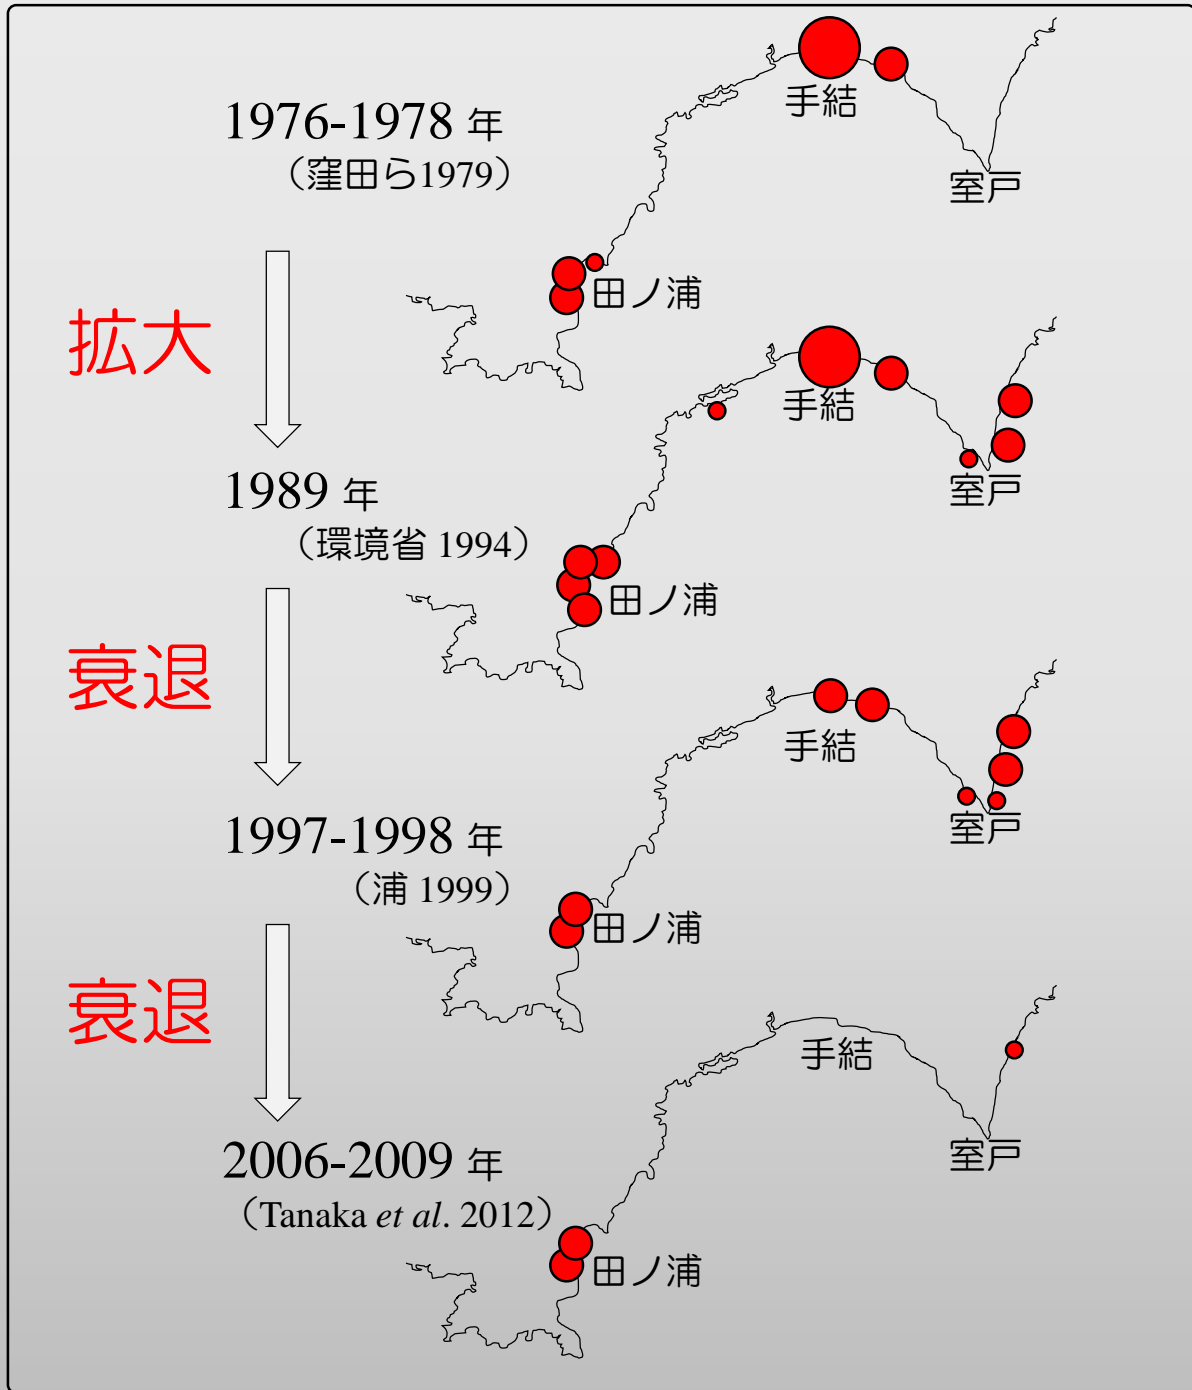 手結
1976-1978 年
（窪田ら1979）
室戸
田ノ浦
拡大
手結
1989 年
室戸
（環境省 1994）
田ノ浦
衰退
手結
1997-1998 年
室戸
（浦 1999）
田ノ浦
衰退
手結
2006-2009 年
室戸
（Tanaka et al. 2012）
田ノ浦